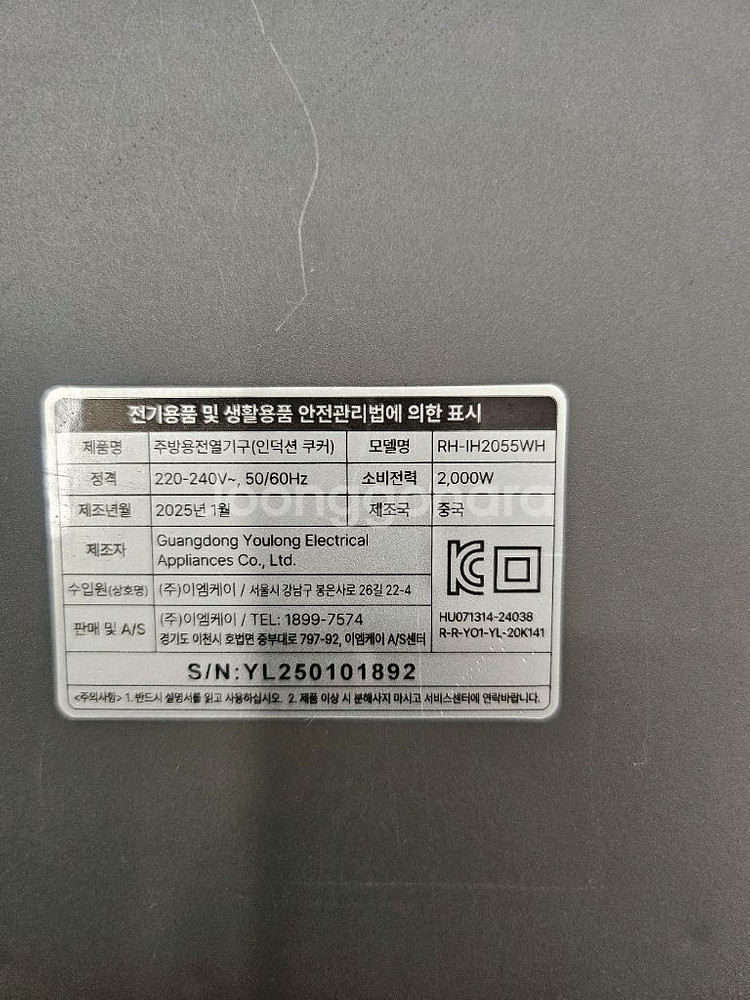 전기용품 및 생활용품 안전관리법에 의한 표시
제품명 주방용전열기구(인덕션 쿠커) 모델명 RH-IH2055WH
정격 220-240V~, 50/60Hz 소비전력 2,000W
제조년월 2025년 1월 제조국 중국
joonggonara
제조자 Guangdong Youlong Electrical
Appliances Co., Ltd.
수입원(상호명) (주)이엠케이 / 서울시 강남구 봉은사로 26길 22-4
판매 및 A/S (주)이엠케이 / TEL: 1899-7574
경기도 이천시 호법면 중부대로 797-92, 이엠케이 A/S센터
HU071314-24038
R-R-YO1-YL-20K141
S/N:YL250101892
<주의사항> 1. 반드시 설명서를 읽고 사용하십시오. 2. 제품 이상 시 분해사지 마시고 서비스센터에 연락바랍니다.